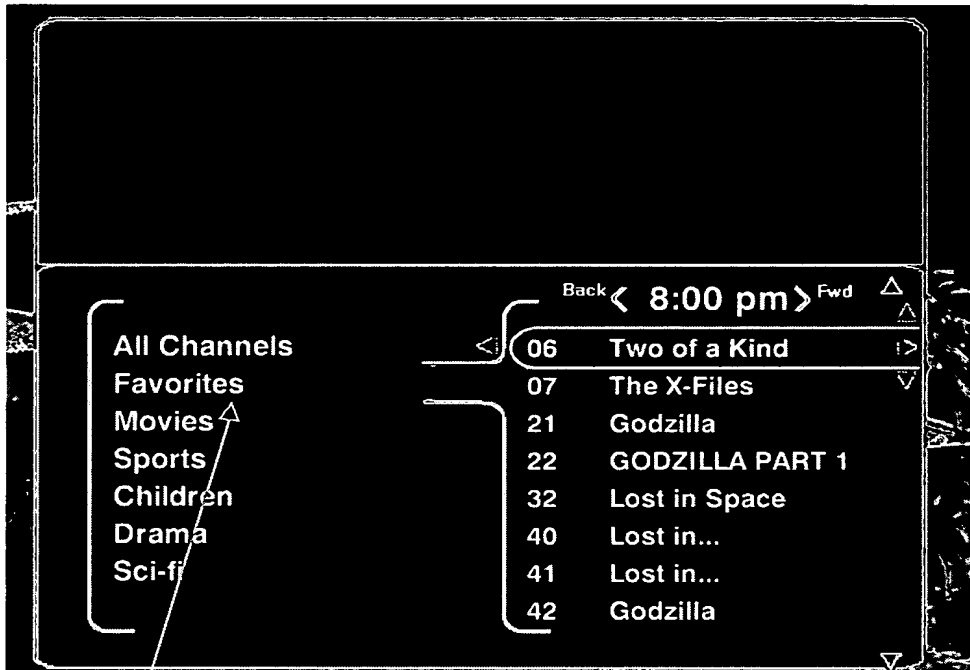 Back < 8:00 pm > Fwd
All Channels
Favorites
Movies
Sports
Children
Drama
Sci-fi
06 Two of a Kind
07 The X-Files
21 Godzilla
22 GODZILLA PART 1
32 Lost in Space
40 Lost in...
41 Lost in...
42 Godzilla